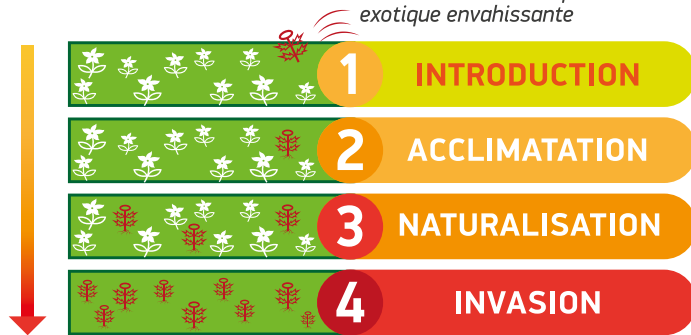 exotique envahissante
1 INTRODUCTION
2 ACCLIMATATION
3 NATURALISATION
4 INVASION